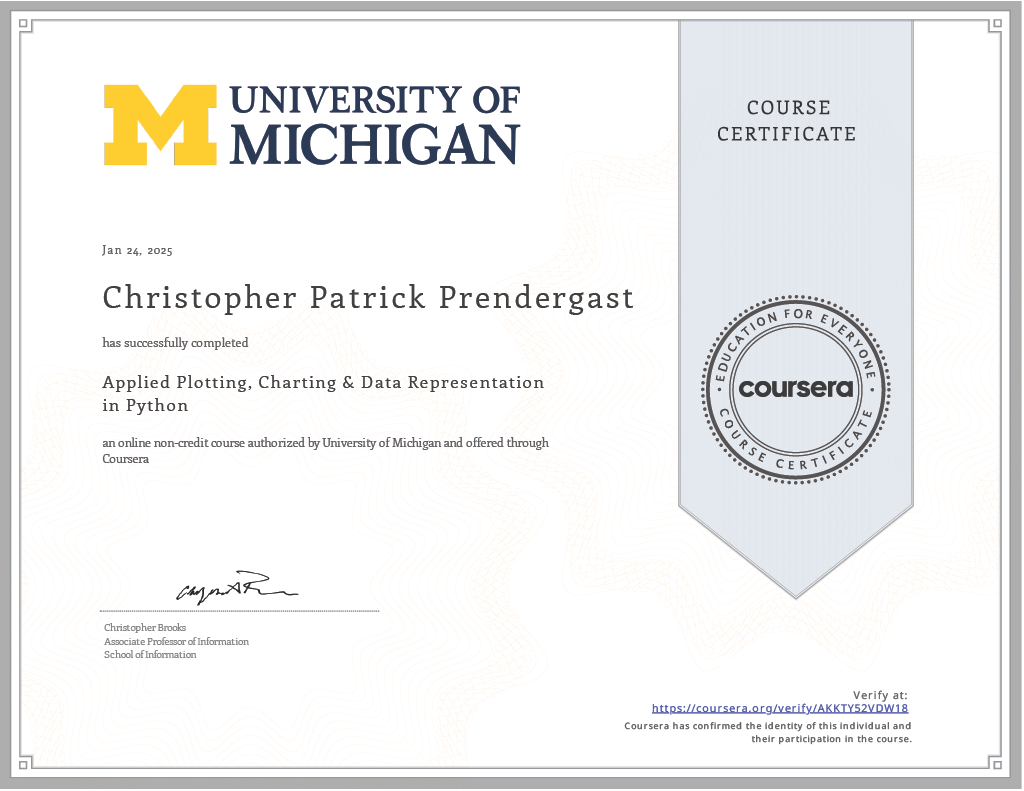 UNIVERSITY OF
MICHIGAN
COURSE
CERTIFICATE
Jan 24, 2025
Christopher Patrick Prendergast
has successfully completed
Applied Plotting, Charting & Data Representation
in Python
an online non-credit course authorized by University of Michigan and offered through
Coursera
EDUCATION FOR EVERYONE
coursera
COURSE CERTIFICATE
Christopher Brooks
Associate Professor of Information
School of Information
Verify at:
https://coursera.org/verify/AKKTY52VDW18
Coursera has confirmed the identity of this individual and
their participation in the course.